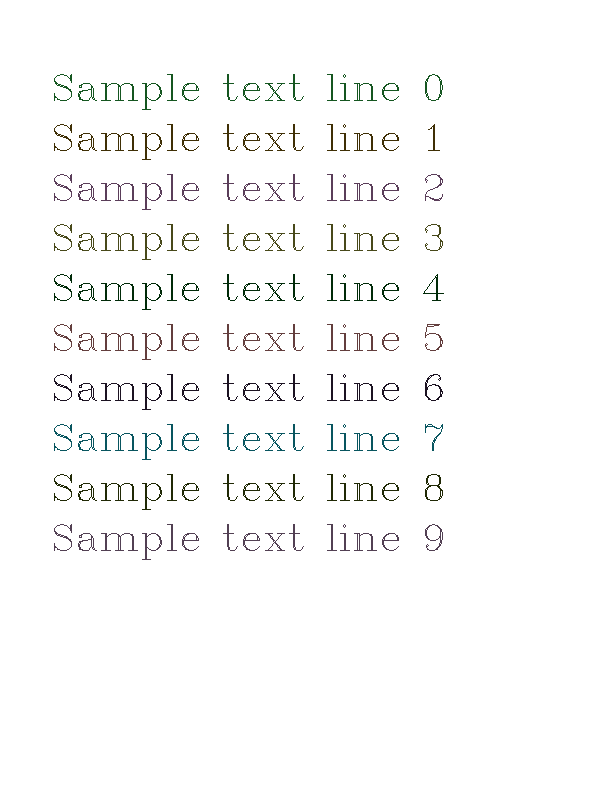 Sample text line 0
Sample text line 1
Sample text line 2
Sample text line 3
Sample text line 4
Sample text line 5
Sample text line 6
Sample text line 7
Sample text line 8
Sample text line 9